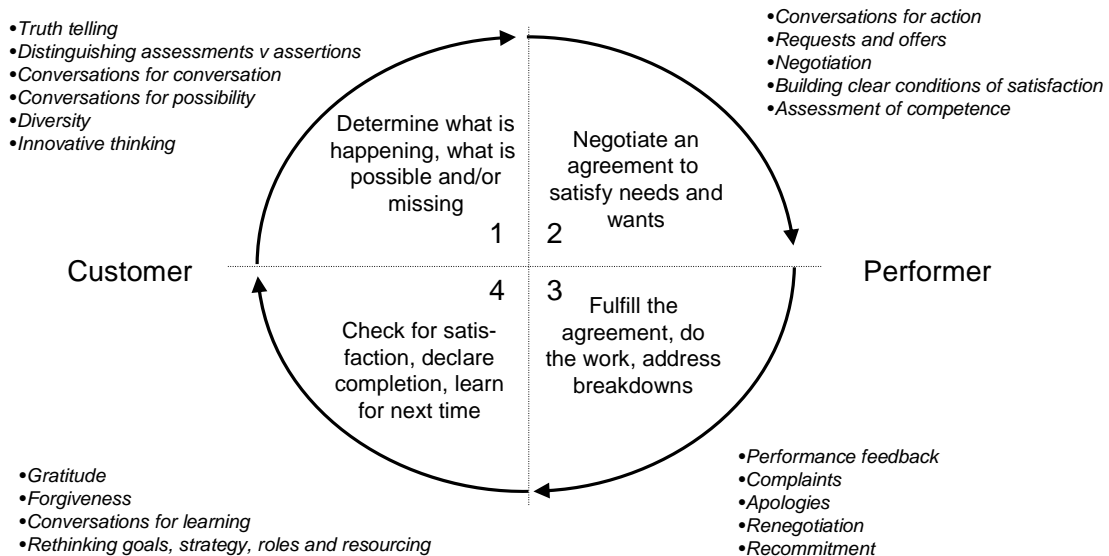 •Truth telling
•Distinguishing assessments v assertions
•Conversations for conversation
•Conversations for possibility
•Diversity
•Innovative thinking
•Conversations for action
•Requests and offers
•Negotiation
•Building clear conditions of satisfaction
•Assessment of competence
Determine what is
happening, what is
possible and/or
missing
1
Negotiate an
agreement to
satisfy needs and
wants
2
Customer
Performer
4
Check for satis-
faction, declare
completion, learn
for next time
3
Fulfill the
agreement, do
the work, address
breakdowns
•Gratitude
•Forgiveness
•Conversations for learning
•Rethinking goals, strategy, roles and resourcing
•Performance feedback
•Complaints
•Apologies
•Renegotiation
•Recommitment